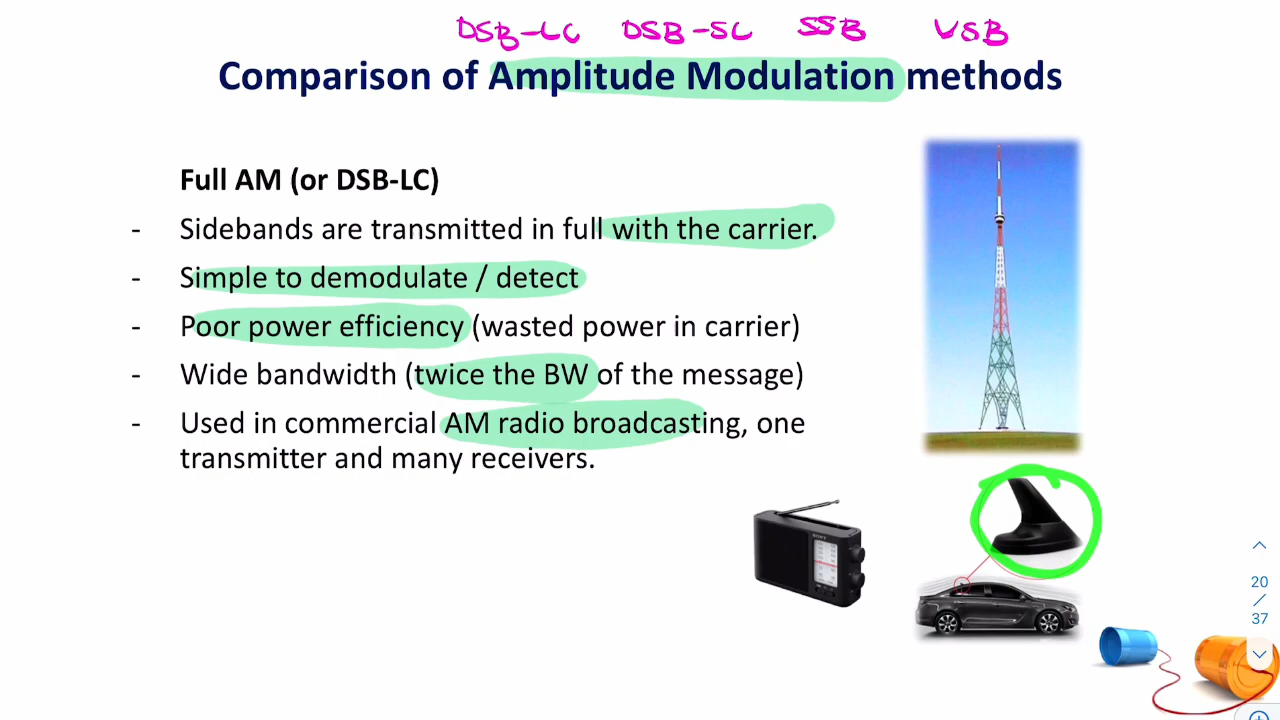 DSB-LC DSB-SC SSB VSB
Comparison of Amplitude Modulation methods
Full AM (or DSB-LC)
- Sidebands are transmitted in full with the carrier.
- Simple to demodulate / detect
- Poor power efficiency (wasted power in carrier)
- Wide bandwidth (twice the BW of the message)
- Used in commercial AM radio broadcasting, one
transmitter and many receivers.
SONY
20
/
37